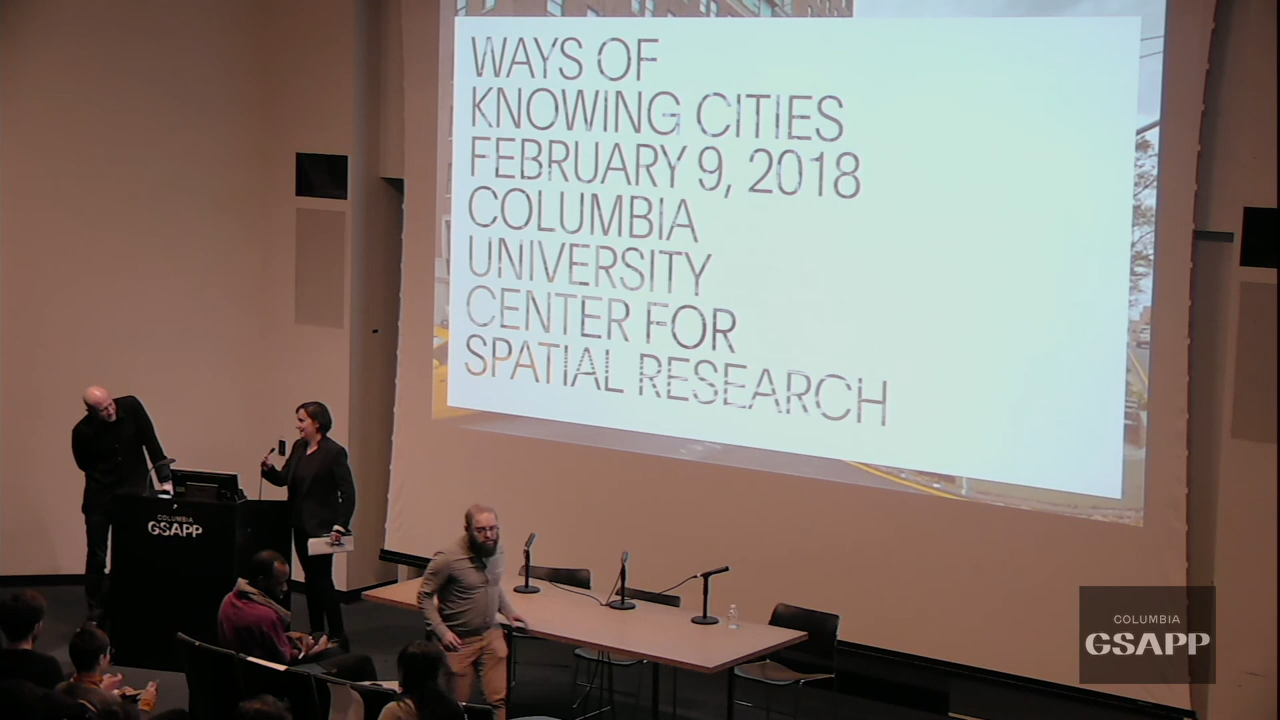 WAYS OF
KNOWING CITIES
FEBRUARY 9, 2018
COLUMBIA
UNIVERSITY
CENTER FOR
SPATIAL RESEARCH
COLUMBIA
GSAPP
COLUMBIA
GSAPP